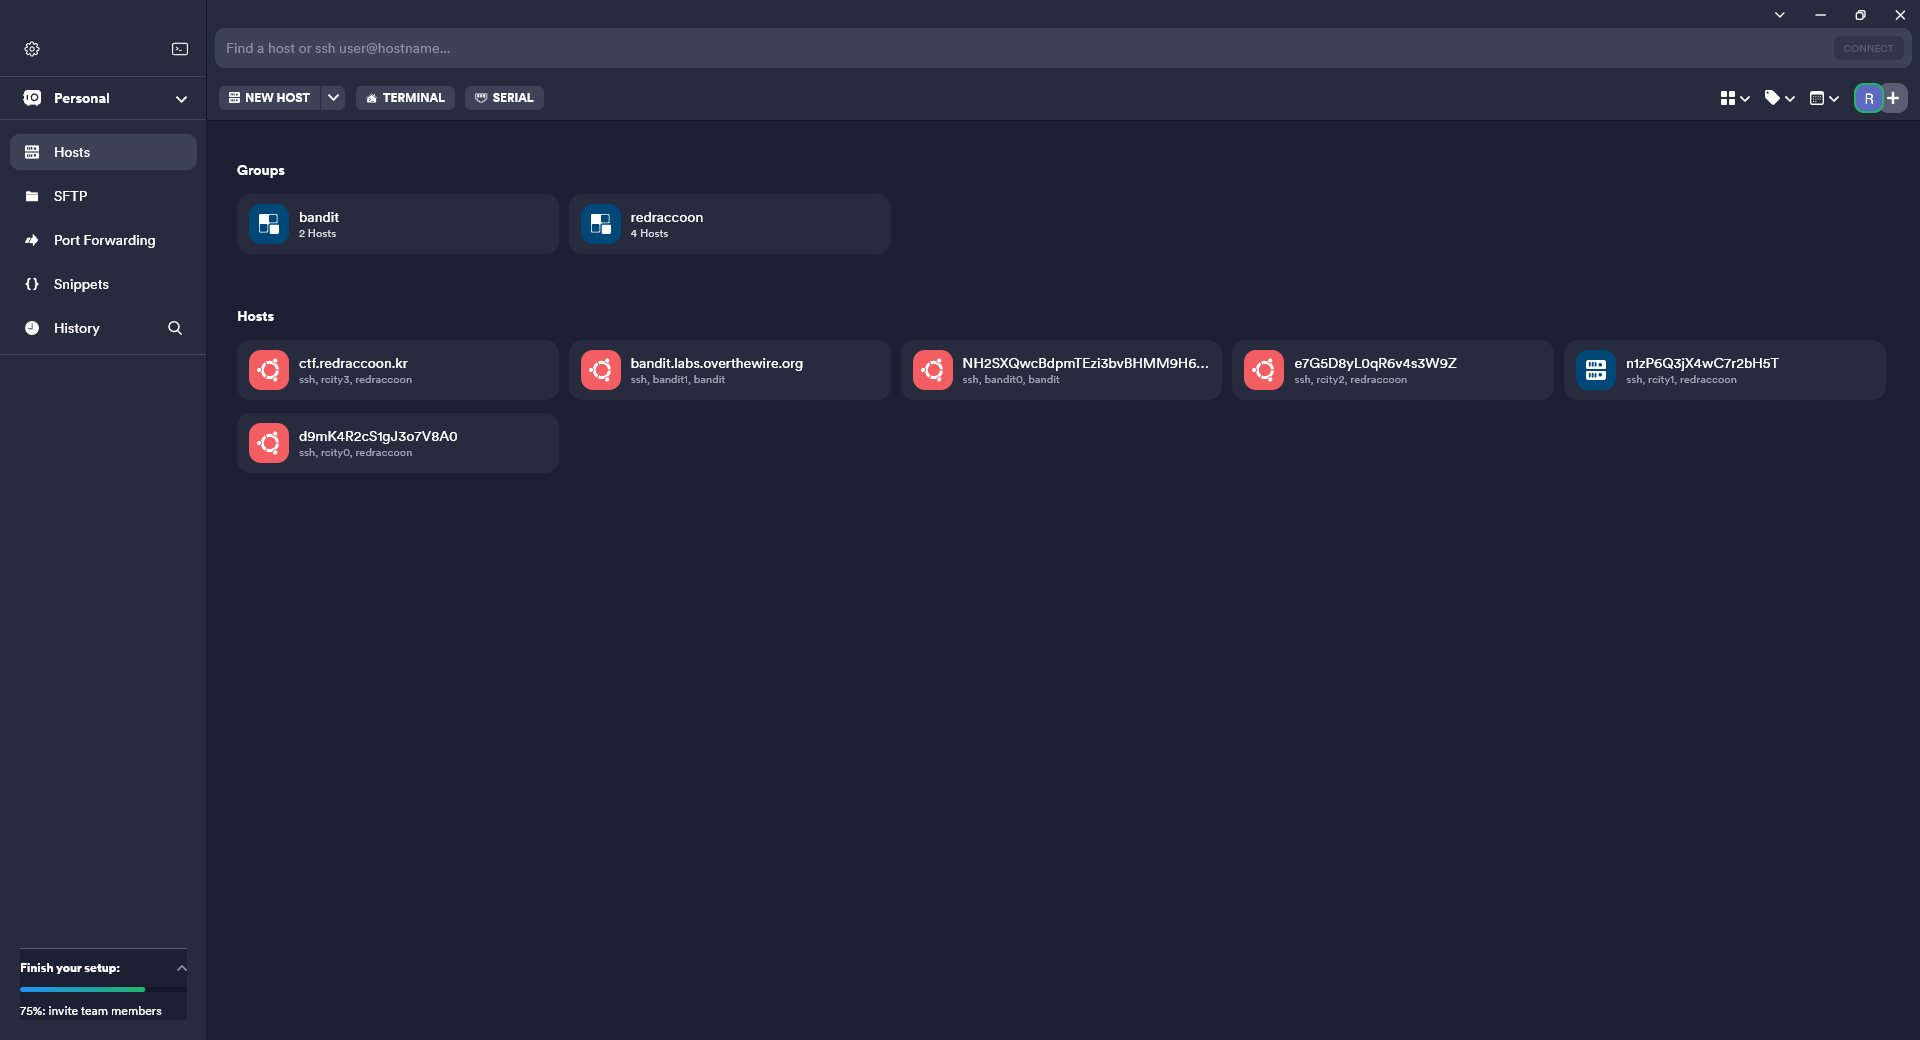 Find a host or ssh user@hostname...
CONNECT
Personal
NEW HOST
TERMINAL
SERIAL
R
Hosts
SFTP
Port Forwarding
Snippets
History
Groups
bandit
2 Hosts
redraccoon
4 Hosts
Hosts
ctf.redraccoon.kr
ssh, rcity3, redraccoon
bandit.labs.overthewire.org
ssh, bandit1, bandit
NH2SXQwcBdpmTEzi3bvBHMM9H6...
ssh, bandit0, bandit
e7G5D8yL0qR6v4s3W9Z
ssh, rcity2, redraccoon
n1zP6Q3jX4wC7r2bH5T
ssh, rcity1, redraccoon
d9mK4R2cS1gJ3o7V8A0
ssh, rcity0, redraccoon
Finish your setup:
75%: invite team members